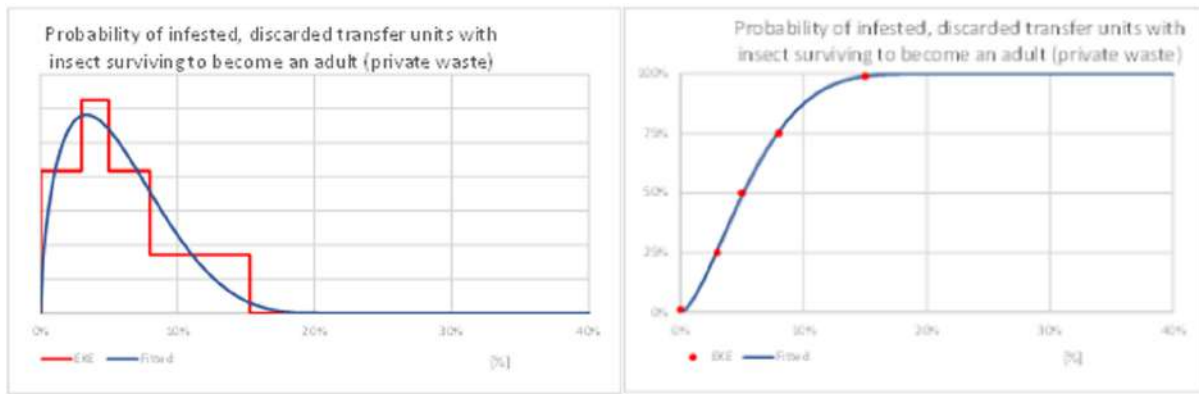 Probability of infested, discarded transfer units with
insect surviving to become an adult (private waste)
0%
10%
20%
30%
40%
EKE
Fitted
[%]
Probability of infested, discarded transfer units with
insect surviving to become an adult (private waste)
100%
75%
50%
25%
0%
0%
10%
20%
30%
40%
EKE
Fitted
[%]